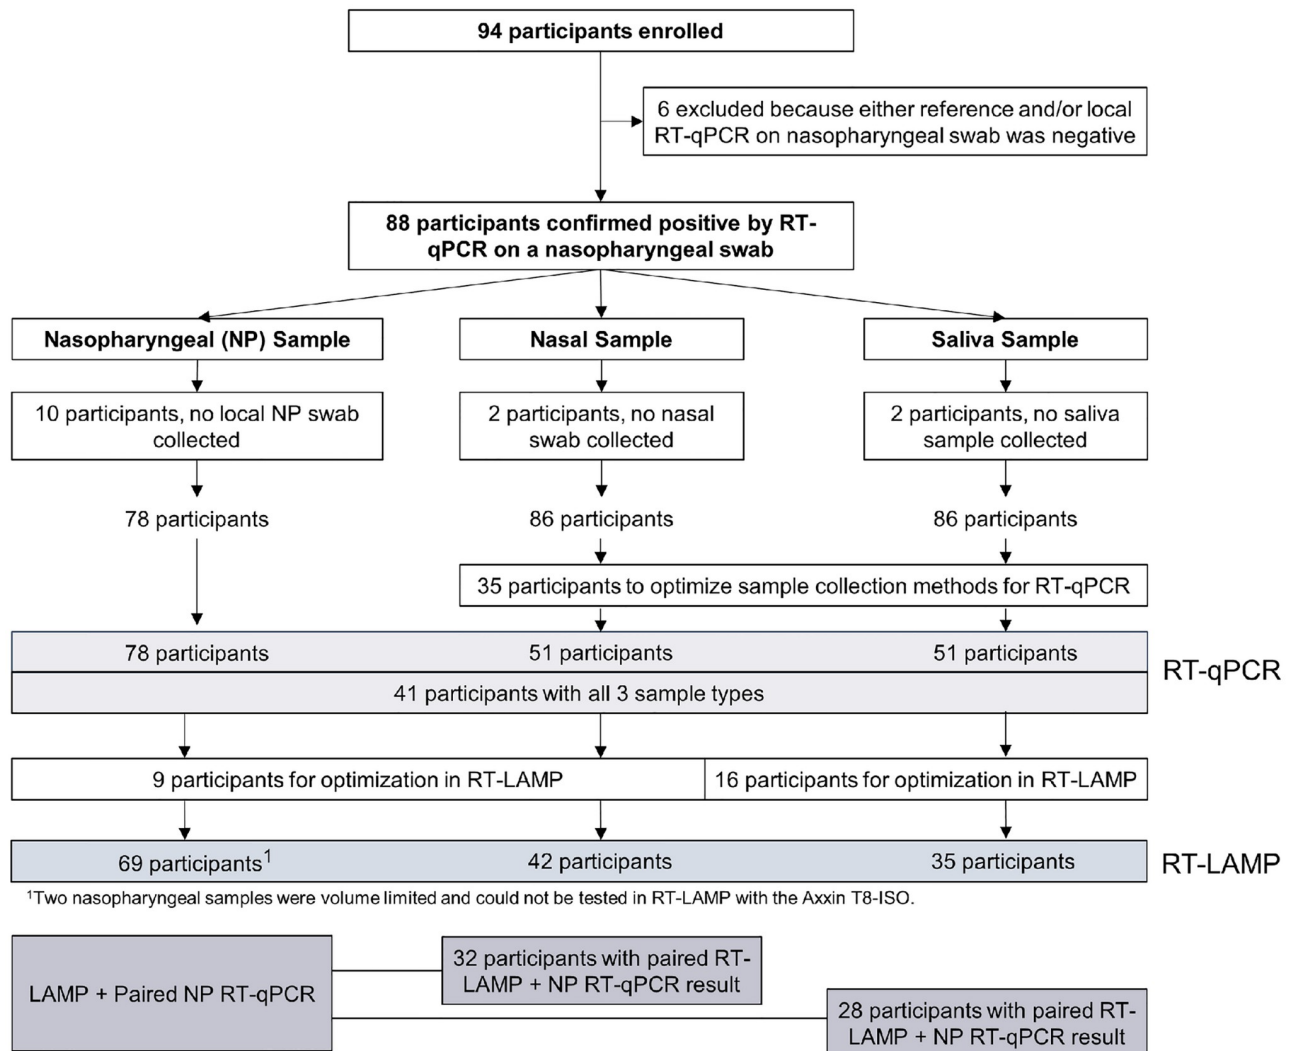 94 participants enrolled
6 excluded because either reference and/or local
RT-qPCR on nasopharyngeal swab was negative
88 participants confirmed positive by RT-
qPCR on a nasopharyngeal swab
Nasopharyngeal (NP) Sample
Nasal Sample
Saliva Sample
10 participants, no local NP swab
collected
2 participants, no nasal
swab collected
2 participants, no saliva
sample collected
78 participants
86 participants
86 participants
35 participants to optimize sample collection methods for RT-qPCR
78 participants
51 participants
51 participants
RT-qPCR
41 participants with all 3 sample types
9 participants for optimization in RT-LAMP
16 participants for optimization in RT-LAMP
69 participants¹
42 participants
35 participants
RT-LAMP
¹Two nasopharyngeal samples were volume limited and could not be tested in RT-LAMP with the Axxin T8-ISO.
LAMP + Paired NP RT-qPCR
32 participants with paired RT-
LAMP + NP RT-qPCR result
28 participants with paired RT-
LAMP + NP RT-qPCR result